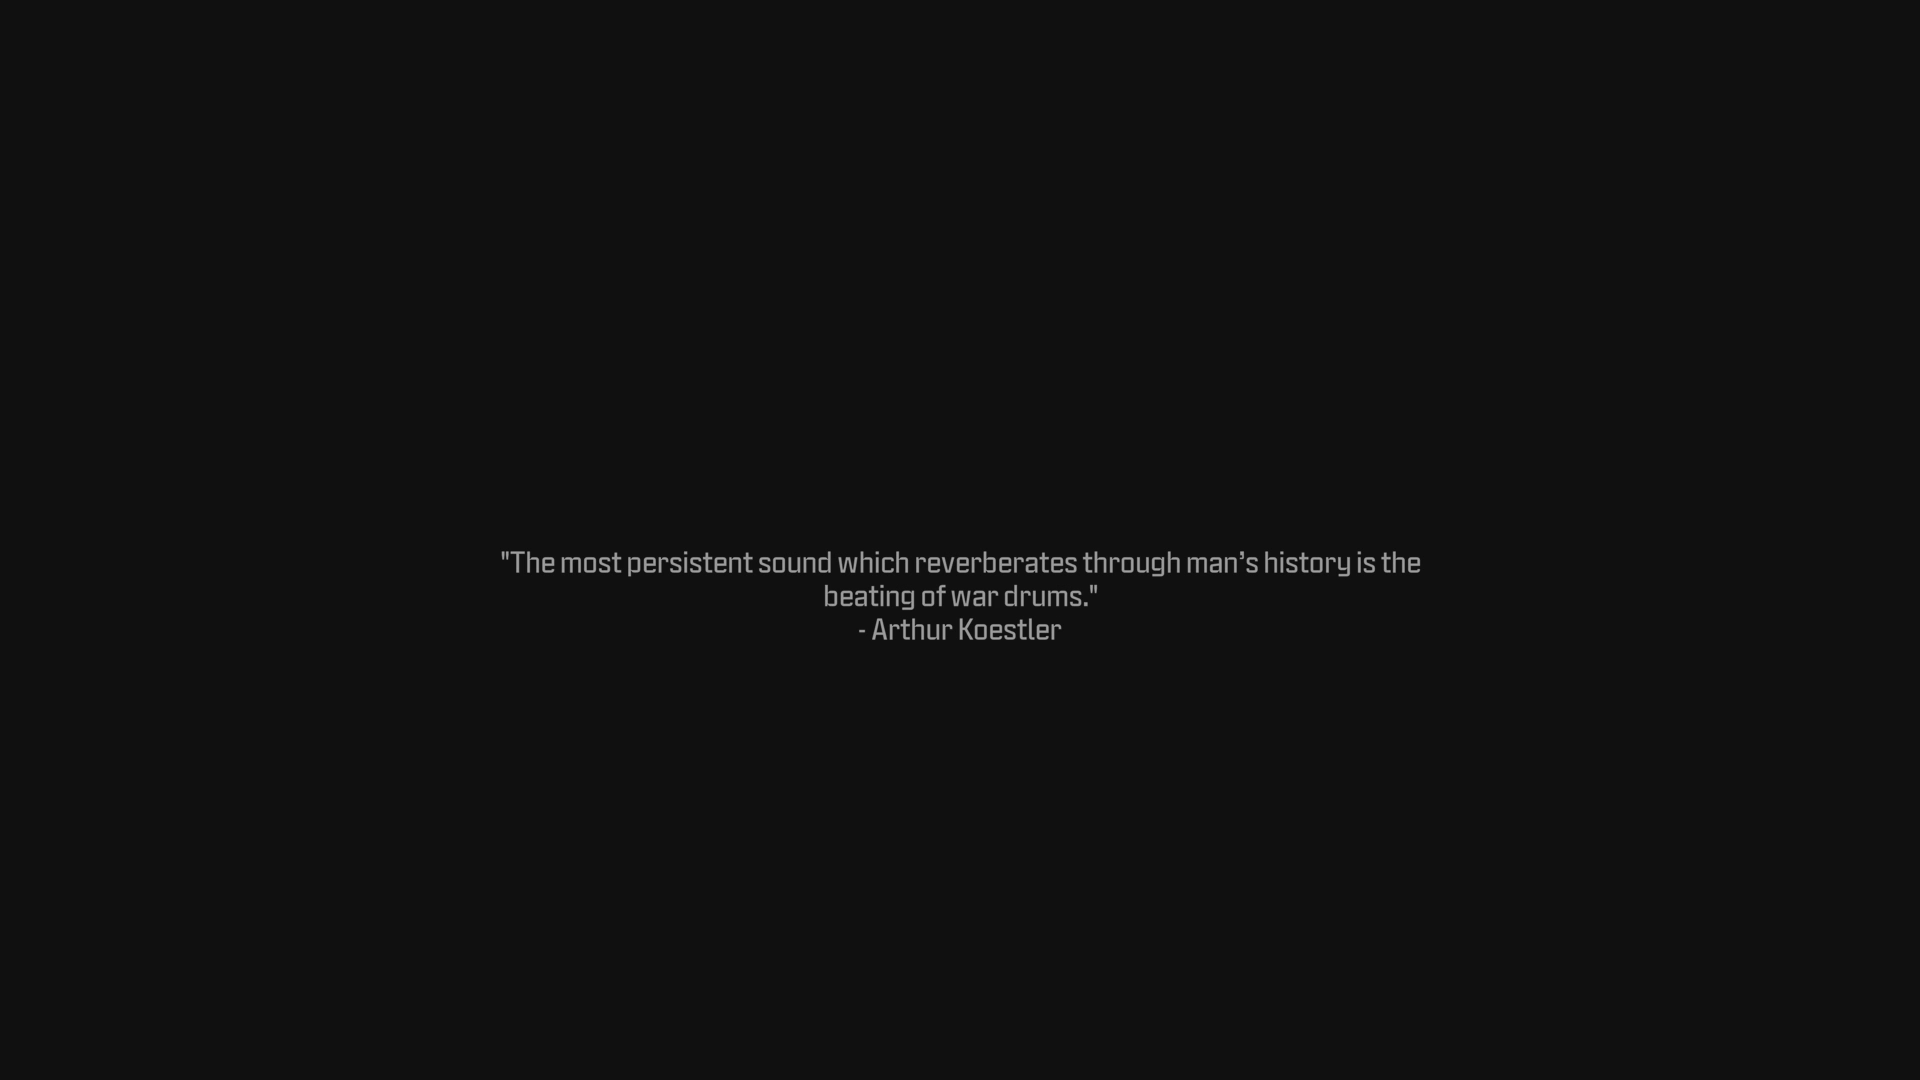 "The most persistent sound which reverberates through man’s history is the
beating of war drums."
- Arthur Koestler